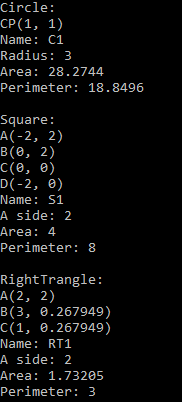 Circle:
CP(1, 1)
Name: C1
Radius: 3
Area: 28.2744
Perimeter: 18.8496
Square:
A(-2, 2)
B(0, 2)
C(0, 0)
D(-2, 0)
Name: S1
A side: 2
Area: 4
Perimeter: 8
RightTrangle:
A(2, 2)
B(3, 0.267949)
C(1, 0.267949)
Name: RT1
A side: 2
Area: 1.73205
Perimeter: 3